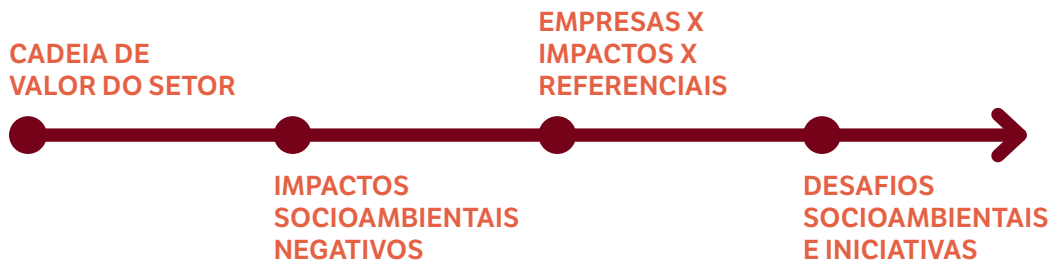 CADEIA DE
VALOR DO SETOR
IMPACTOS
SOCIOAMBIENTAIS
NEGATIVOS
EMPRESAS X
IMPACTOS X
REFERENCIAIS
DESAFIOS
SOCIOAMBIENTAIS
E INICIATIVAS